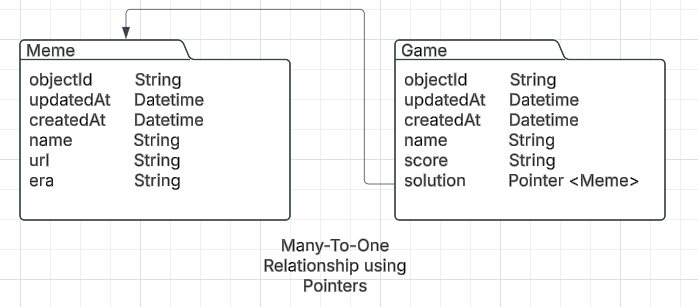 Meme
objectId String
updatedAt Datetime
createdAt Datetime
name String
url String
era String
Game
objectId String
updatedAt Datetime
createdAt Datetime
name String
score String
solution Pointer <Meme>
Many-To-One
Relationship using
Pointers